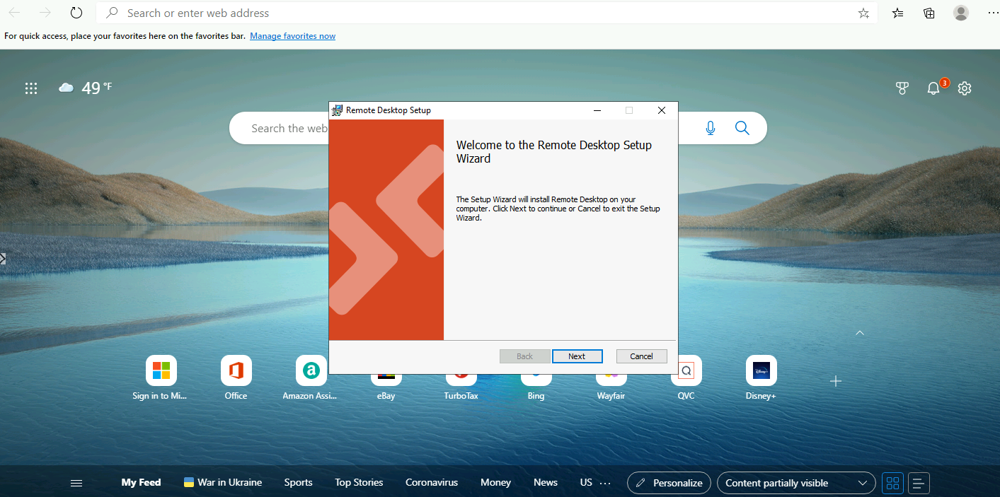 Search or enter web address
For quick access, place your favorites here on the favorites bar. Manage favorites now
49 °F
3
Search the web
Remote Desktop Setup
Welcome to the Remote Desktop Setup
Wizard
The Setup Wizard will install Remote Desktop on your
computer. Click Next to continue or Cancel to exit the Setup
Wizard.
Back Next Cancel
a Q Disney+
Sign in to Mi... Office Amazon Assi... eBay TurboTax Bing Wayfair QVC Disney+
My Feed War in Ukraine Sports Top Stories Coronavirus Money News US ... Personalize Content partially visible